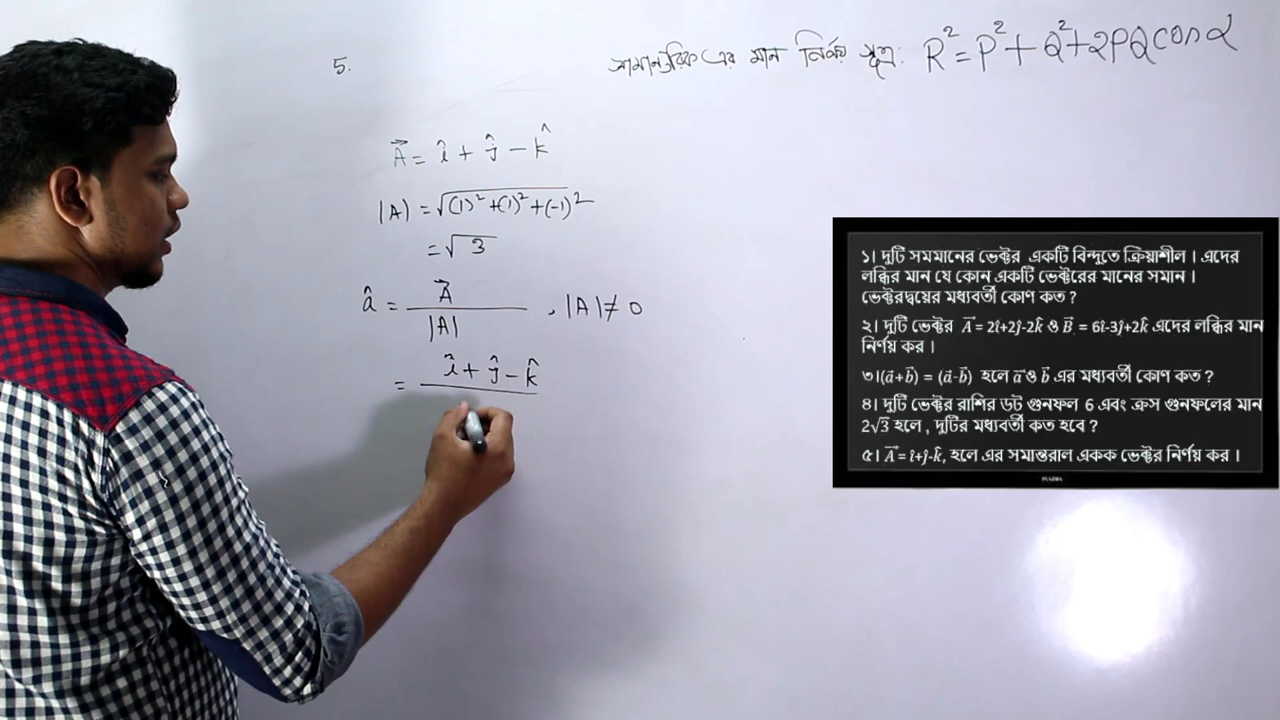 5.
সামান্তরিক এর মান নির্ণয় সূত্র: R² = P² + Q² + 2PQ cos α
A⃗ = î + ĵ − k̂
|A| = √(1)² + (1)² + (−1)²
= √3
â = A⃗ / |A| , |A| ≠ 0
= î + ĵ − k̂
১। দুটি সমমানের ভেক্টর একটি বিন্দুতে ক্রিয়াশীল। এদের
লব্ধির মান যে কোন একটি ভেক্টরের মানের সমান।
ভেক্টরদ্বয়ের মধ্যবর্তী কোণ কত ?
২। দুটি ভেক্টর A⃗ = 2î+2ĵ-2k̂ ও B⃗ = 6î-3ĵ+2k̂ এদের লব্ধির মান
নির্ণয় কর।
৩।(a⃗+b⃗) = (a⃗-b⃗) হলে a⃗ ও b⃗ এর মধ্যবর্তী কোণ কত ?
৪। দুটি ভেক্টর রাশির ডট গুনফল 6 এবং ক্রস গুনফলের মান
2√3 হলে , দুটির মধ্যবর্তী কত হবে ?
৫। A⃗ = î+ĵ-k̂, হলে এর সমান্তরাল একক ভেক্টর নির্ণয় কর।